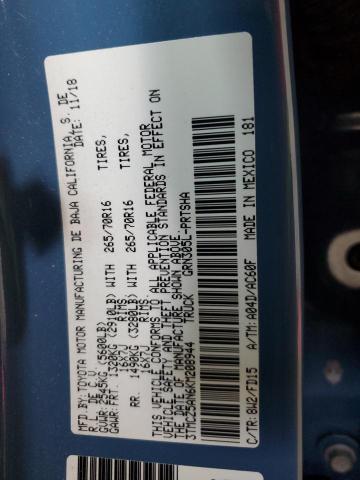 MFD.BY:TOYOTA MOTOR MANUFACTURING DE BAJA CALIFORNIA, S. DE
R.L. DE C.V. DATE: 11/18
GVWR:2545KG(5600LB)
GAWR:FRT. 1320KG(2910LB)WITH 265/70R16 TIRES,
16X7J RIMS,
RR. 1490KG(3280LB)WITH 265/70R16 TIRES,
16X7J RIMS
THIS VEHICLE CONFORMS TO ALL APPLICABLE FEDERAL MOTOR
VEHICLE SAFETY AND THEFT PREVENTION STANDARDS IN EFFECT ON
THE DATE OF MANUFACTURE SHOWN ABOVE.
3TMCZ5AN6KM208944 TRUCK GRN305L-PRTSHA
C/TR:8W2/FD15 A/TM:A04D/AC60F MADE IN MEXICO 181